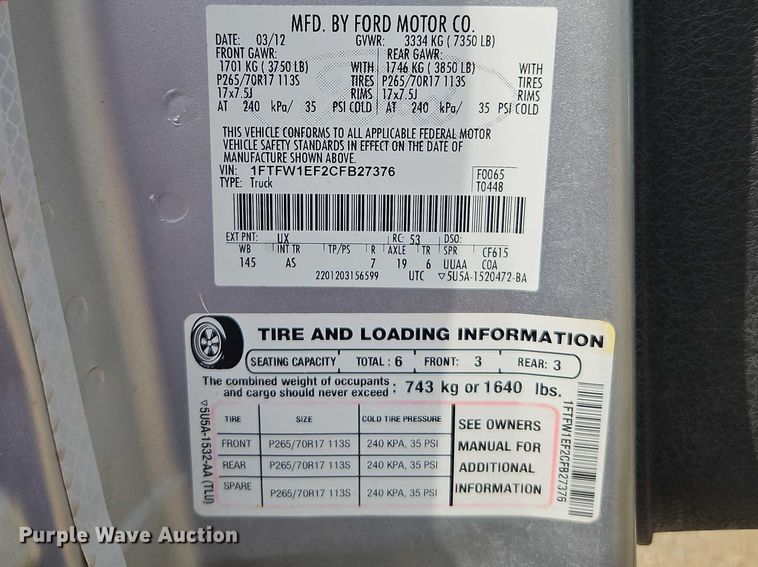 MFD. BY FORD MOTOR CO.
DATE: 03/12 GVWR: 3334 KG ( 7350 LB)
FRONT GAWR: REAR GAWR:
1701 KG ( 3750 LB) WITH 1746 KG ( 3850 LB) WITH
P265/70R17 113S TIRES P265/70R17 113S TIRES
17x7.5J RIMS 17x7.5J RIMS
AT 240 kPa/ 35 PSI COLD AT 240 kPa/ 35 PSI COLD
THIS VEHICLE CONFORMS TO ALL APPLICABLE FEDERAL MOTOR
VEHICLE SAFETY STANDARDS IN EFFECT ON THE DATE OF
MANUFACTURE SHOWN ABOVE.
VIN: 1FTFW1EF2CFB27376 F0065
TYPE: Truck T0448
EXT PNT: UX RC: 53 DSO:
WB INT TR TP/PS R AXLE TR SPR CF615
145 AS 7 19 6 UUAA COA
2201203156599 UTC ▽5U5A-1520472-BA
TIRE AND LOADING INFORMATION
SEATING CAPACITY TOTAL : 6 FRONT: 3 REAR: 3
The combined weight of occupants
and cargo should never exceed : 743 kg or 1640 lbs.
TIRE SIZE COLD TIRE PRESSURE
FRONT P265/70R17 113S 240 KPA, 35 PSI
REAR P265/70R17 113S 240 KPA, 35 PSI
SPARE P265/70R17 113S 240 KPA, 35 PSI
SEE OWNERS
MANUAL FOR
ADDITIONAL
INFORMATION
▽5U5A-1532-AA (TLU)
1FTFW1EF2CFB27376
Purple Wave Auction